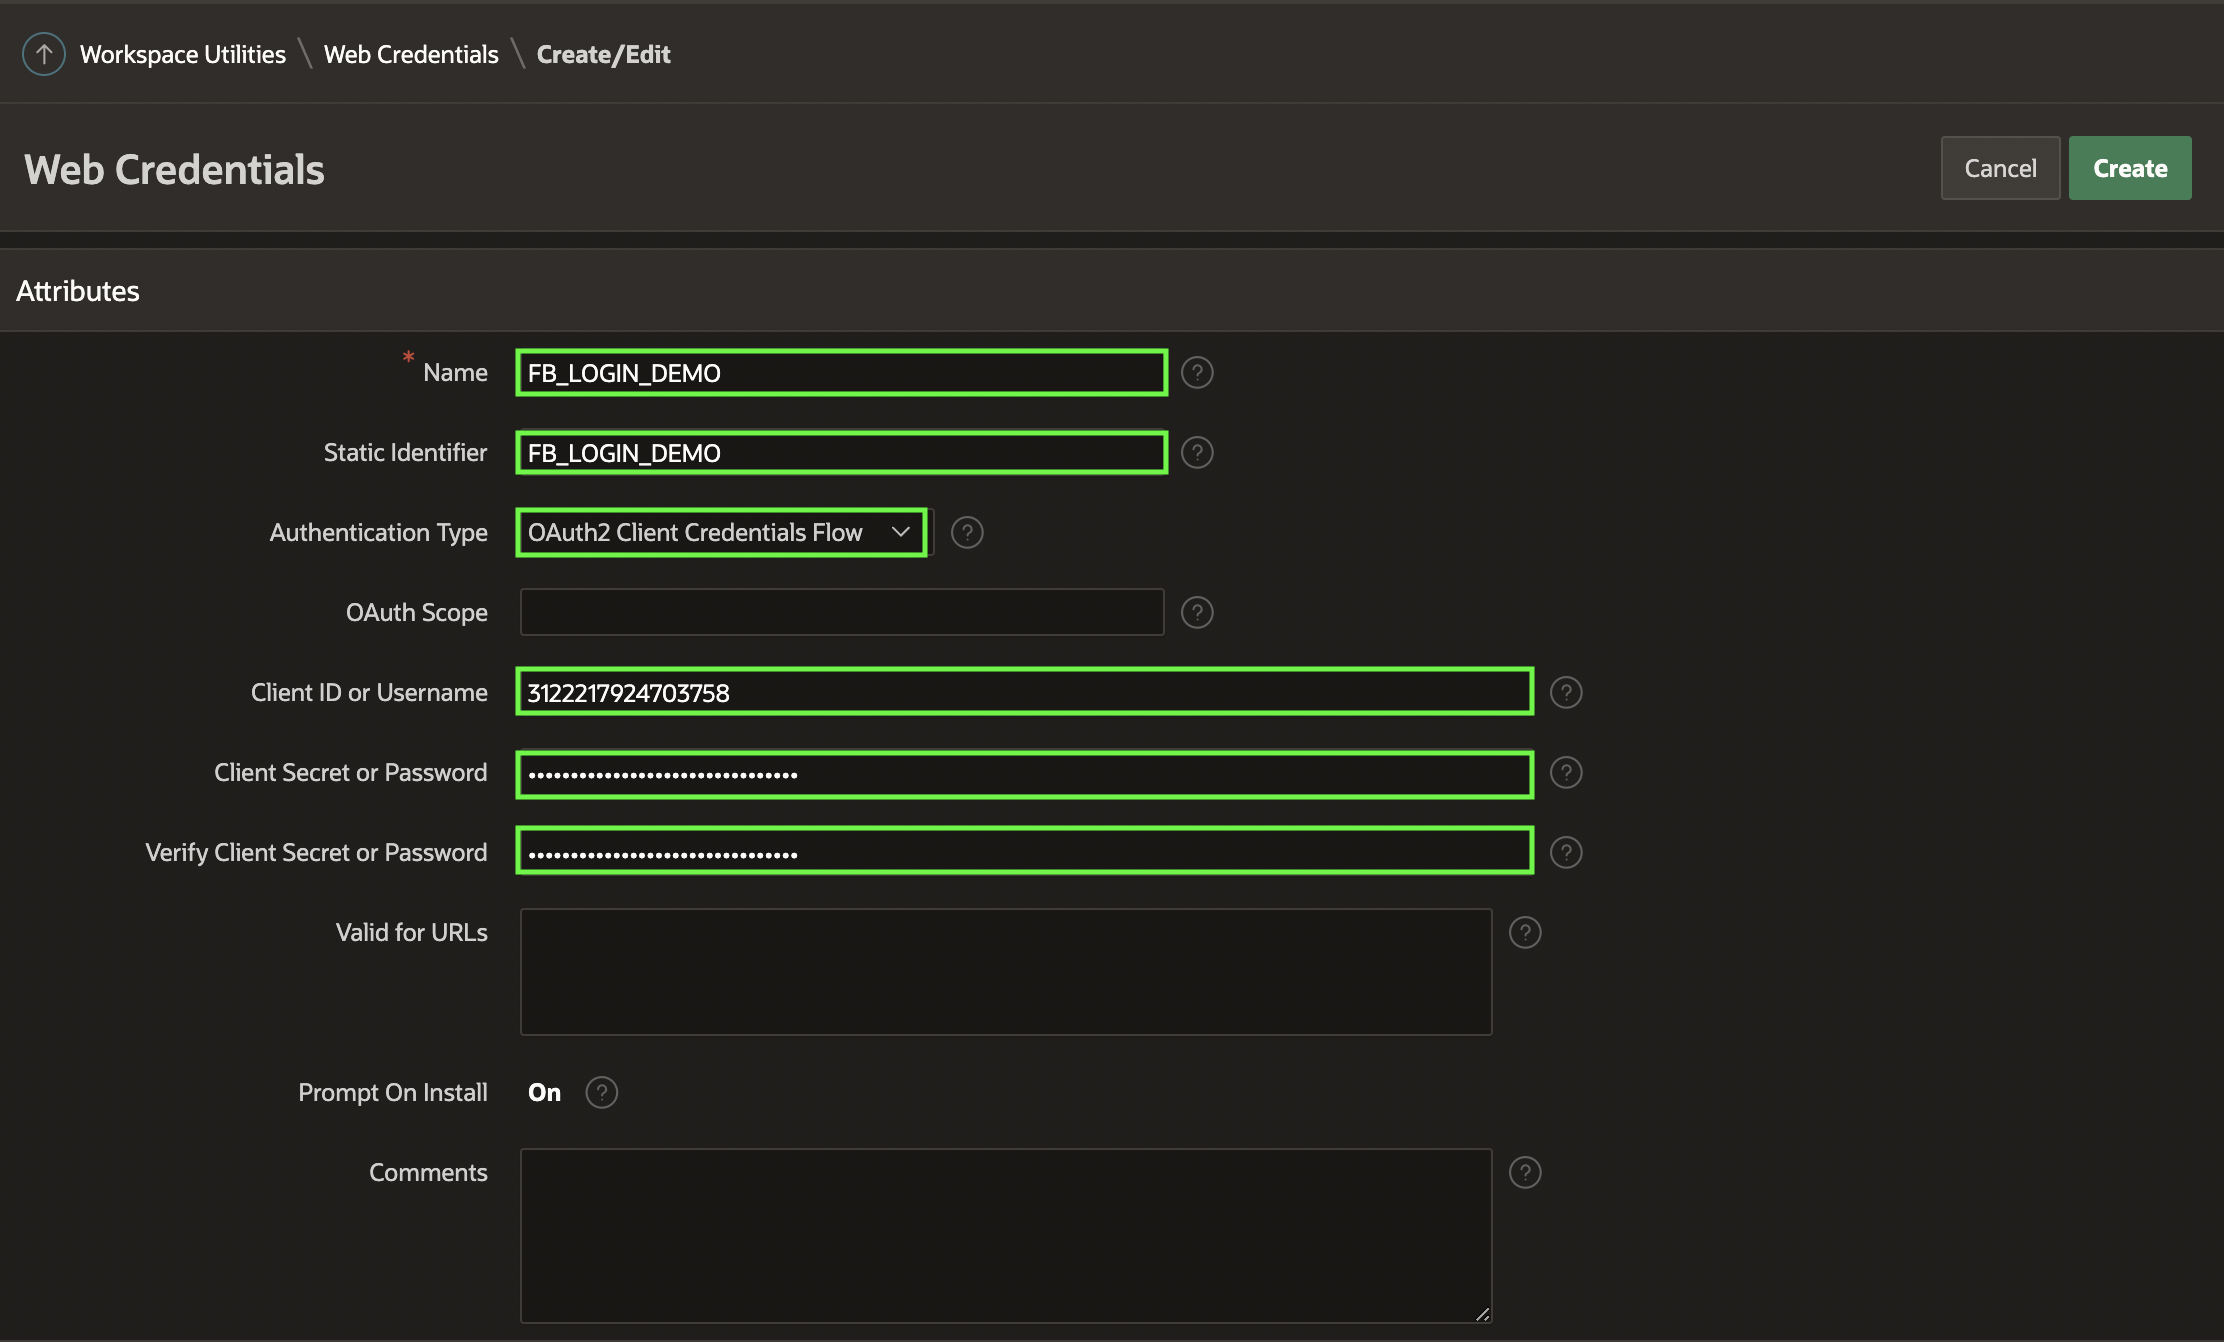 Workspace Utilities \ Web Credentials \ Create/Edit
Web Credentials
Cancel
Create
Attributes
* Name FB_LOGIN_DEMO ?
Static Identifier FB_LOGIN_DEMO ?
Authentication Type OAuth2 Client Credentials Flow ?
OAuth Scope ?
Client ID or Username 3122217924703758 ?
Client Secret or Password •••••••••••••••••••••••••••••••• ?
Verify Client Secret or Password •••••••••••••••••••••••••••••••• ?
Valid for URLs ?
Prompt On Install On ?
Comments ?